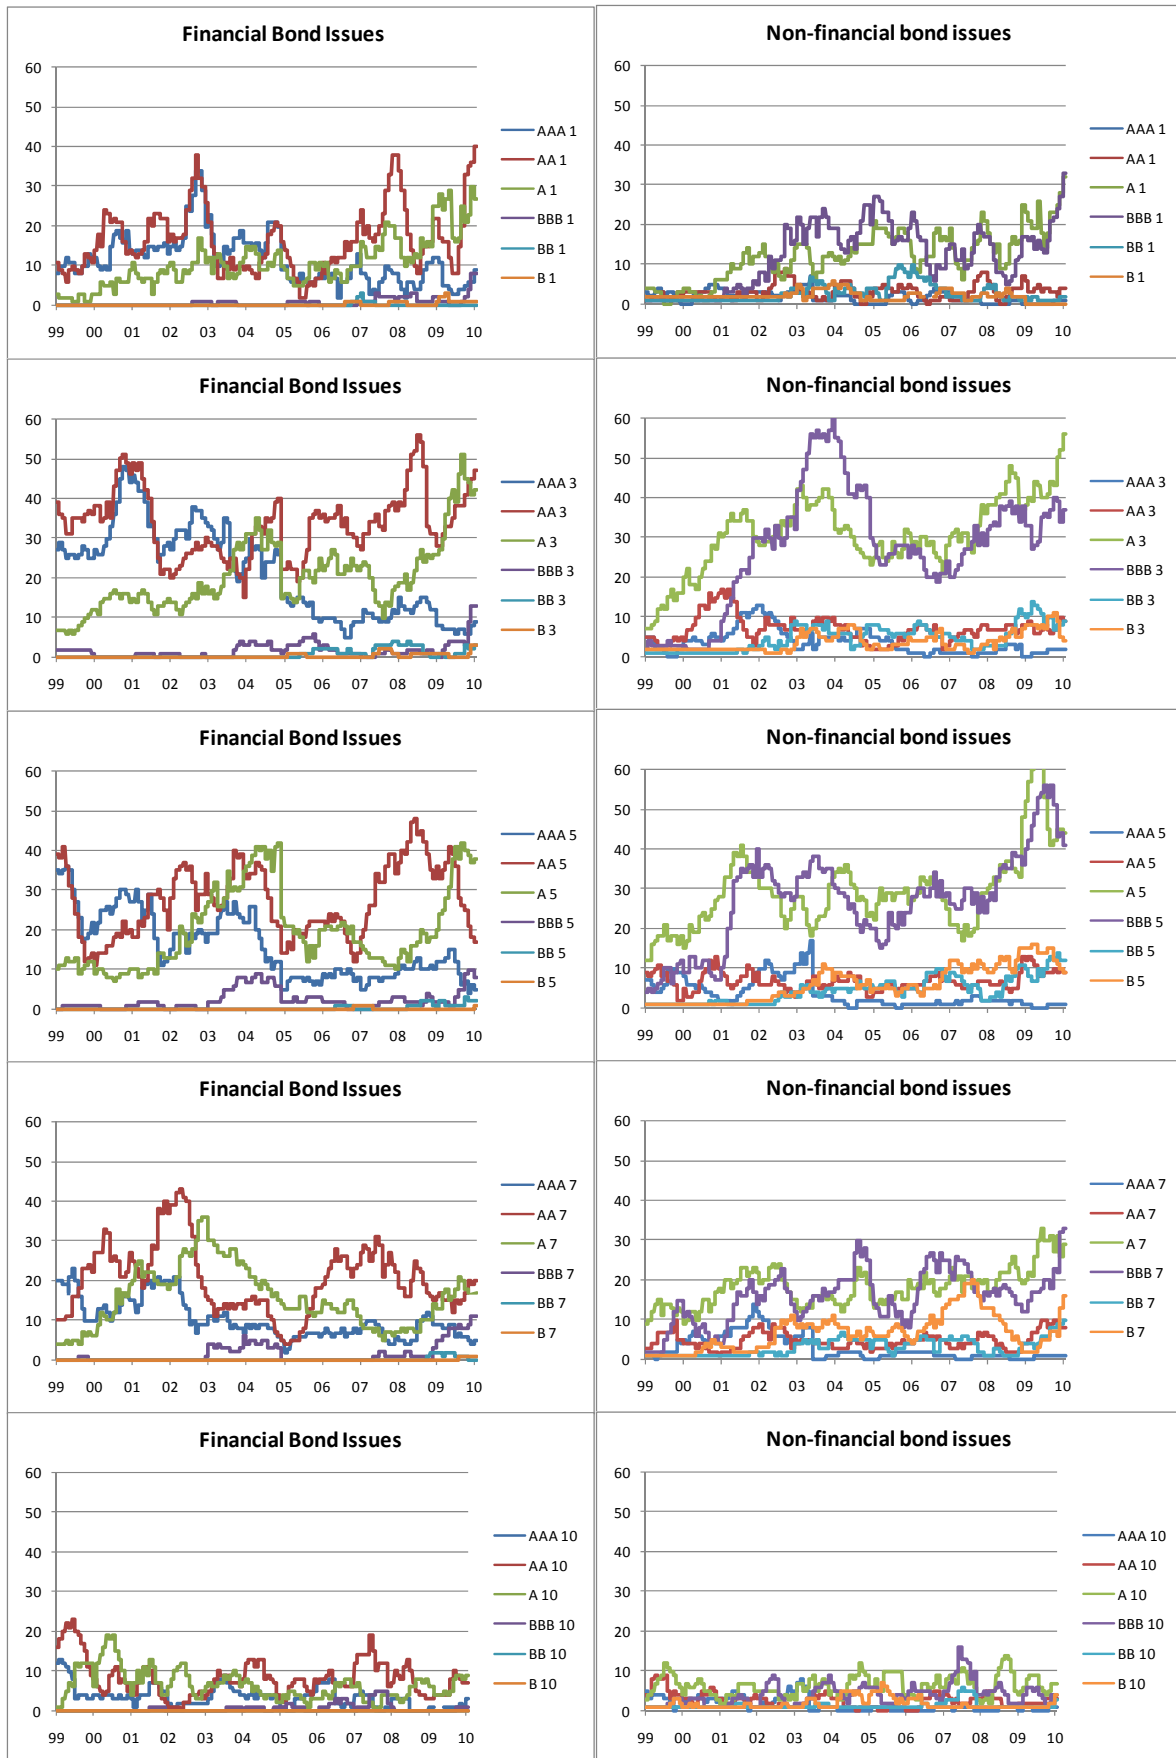 Financial Bond Issues
60
50
40
30
20
10
0
99 00 01 02 03 04 05 06 07 08 09 10
AAA 1
AA 1
A 1
BBB 1
BB 1
B 1
Non-financial bond issues
60
50
40
30
20
10
0
99 00 01 02 03 04 05 06 07 08 09 10
AAA 1
AA 1
A 1
BBB 1
BB 1
B 1
Financial Bond Issues
60
50
40
30
20
10
0
99 00 01 02 03 04 05 06 07 08 09 10
AAA 3
AA 3
A 3
BBB 3
BB 3
B 3
Non-financial bond issues
60
50
40
30
20
10
0
99 00 01 02 03 04 05 06 07 08 09 10
AAA 3
AA 3
A 3
BBB 3
BB 3
B 3
Financial Bond Issues
60
50
40
30
20
10
0
99 00 01 02 03 04 05 06 07 08 09 10
AAA 5
AA 5
A 5
BBB 5
BB 5
B 5
Non-financial bond issues
60
50
40
30
20
10
0
99 00 01 02 03 04 05 06 07 08 09 10
AAA 5
AA 5
A 5
BBB 5
BB 5
B 5
Financial Bond Issues
60
50
40
30
20
10
0
99 00 01 02 03 04 05 06 07 08 09 10
AAA 7
AA 7
A 7
BBB 7
BB 7
B 7
Non-financial bond issues
60
50
40
30
20
10
0
99 00 01 02 03 04 05 06 07 08 09 10
AAA 7
AA 7
A 7
BBB 7
BB 7
B 7
Financial Bond Issues
60
50
40
30
20
10
0
99 00 01 02 03 04 05 06 07 08 09 10
AAA 10
AA 10
A 10
BBB 10
BB 10
B 10
Non-financial bond issues
60
50
40
30
20
10
0
99 00 01 02 03 04 05 06 07 08 09 10
AAA 10
AA 10
A 10
BBB 10
BB 10
B 10